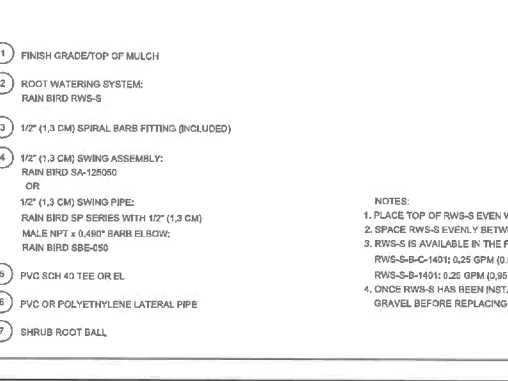 1 FINISH GRADE/TOP OF MULCH
2 ROOT WATERING SYSTEM:
RAIN BIRD RWS-S
3 1/2" (1,3 CM) SPIRAL BARB FITTING (INCLUDED)
4 1/2" (1,3 CM) SWING ASSEMBLY:
RAIN BIRD SA-125050
OR
1/2" (1,3 CM) SWING PIPE:
RAIN BIRD SP SERIES WITH 1/2" (1,3 CM)
MALE NPT x 0,490" BARB ELBOW:
RAIN BIRD SBE-050
5 PVC SCH 40 TEE OR EL
6 PVC OR POLYETHYLENE LATERAL PIPE
7 SHRUB ROOT BALL
NOTES:
1. PLACE TOP OF RWS-S EVEN
2. SPACE RWS-S EVENLY
3. RWS-S IS AVAILABLE IN THE
RWS-S-B-C-1401: 0,25 GPM
RWS-S-B-1401: 0.25 GPM (0,95
4. ONCE RWS-S HAS BEEN
GRAVEL BEFORE REPLACING